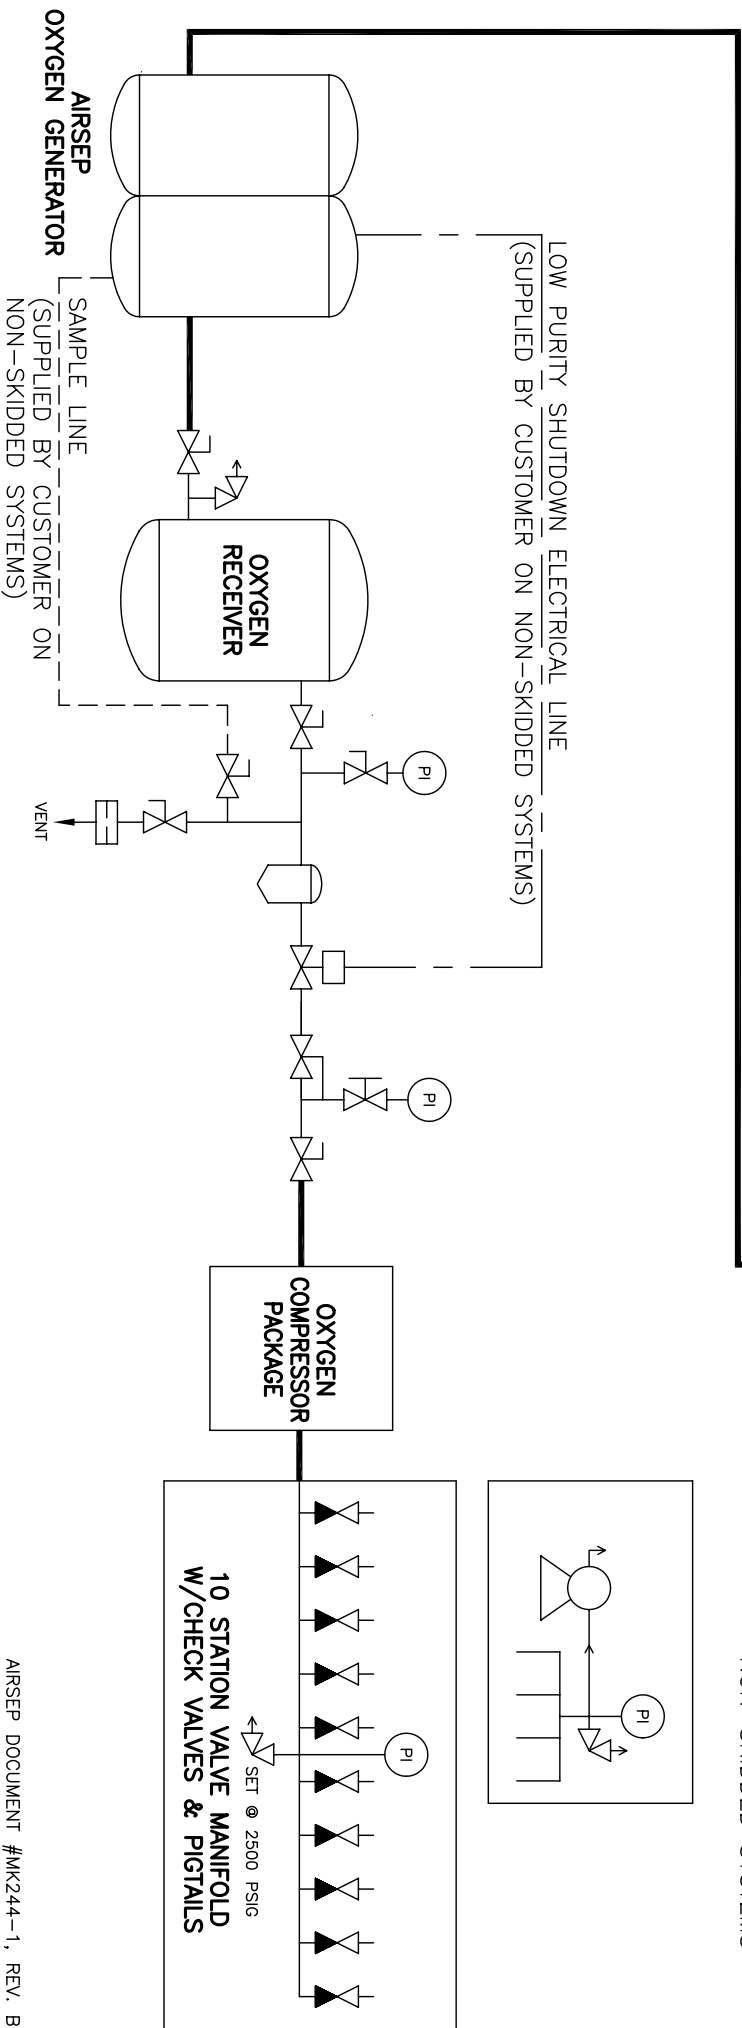 AIRSEP
OXYGEN GENERATOR
LOW PURITY SHUTDOWN ELECTRICAL LINE
(SUPPLIED BY CUSTOMER ON NON-SKIDDED SYSTEMS)
SAMPLE LINE
(SUPPLIED BY CUSTOMER ON
NON-SKIDDED SYSTEMS)
OXYGEN
RECEIVER
PI
VENT
PI
OXYGEN
COMPRESSOR
PACKAGE
PI
PI
SET @ 2500 PSIG
10 STATION VALVE MANIFOLD
W/CHECK VALVES & PIGTAILS
AIRSEP DOCUMENT #MK244-1, REV. B